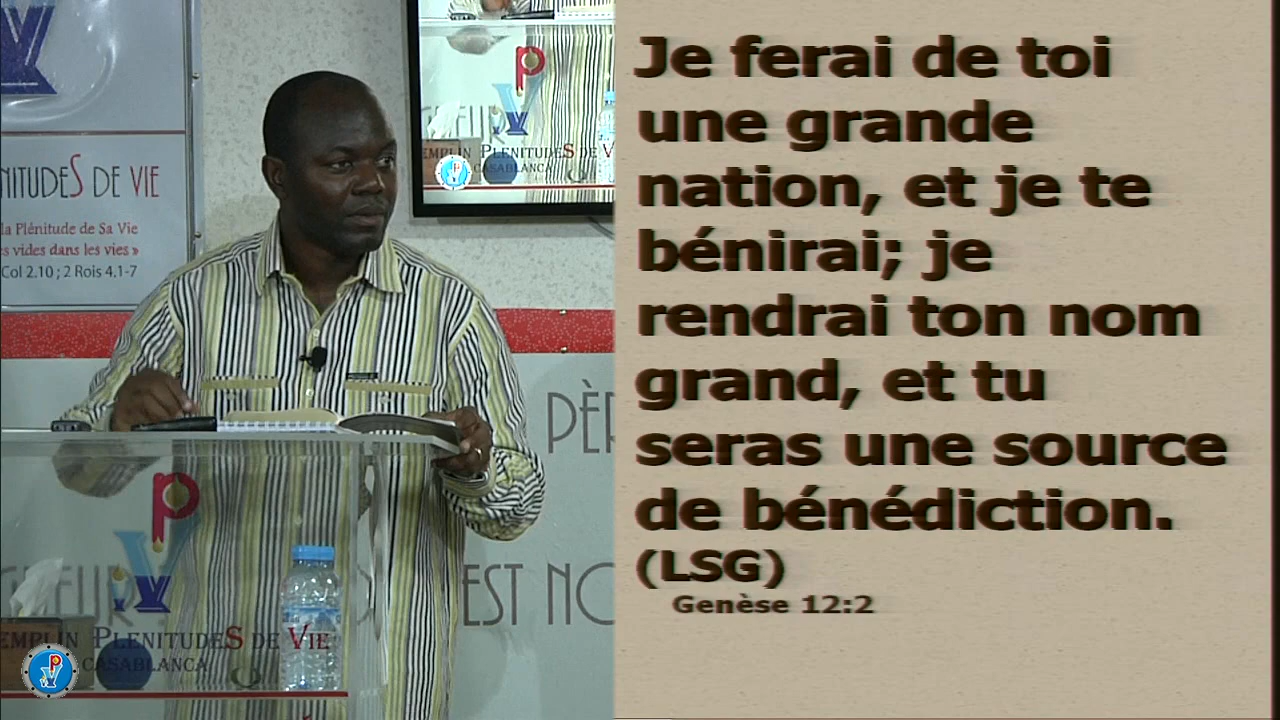 NITUDES DE VIE
la Plénitude de Sa Vie
es vides dans les vies »
Col 2.10 ; 2 Rois 4.1-7
EMPLIN PLENITUDES DE V
CASABLANCA
PÈR
EST NO
EMPLIN PLENITUDES DE VIE
CASABLANCA
Je ferai de toi
une grande
nation, et je te
bénirai; je
rendrai ton nom
grand, et tu
seras une source
de bénédiction.
(LSG)
Genèse 12:2